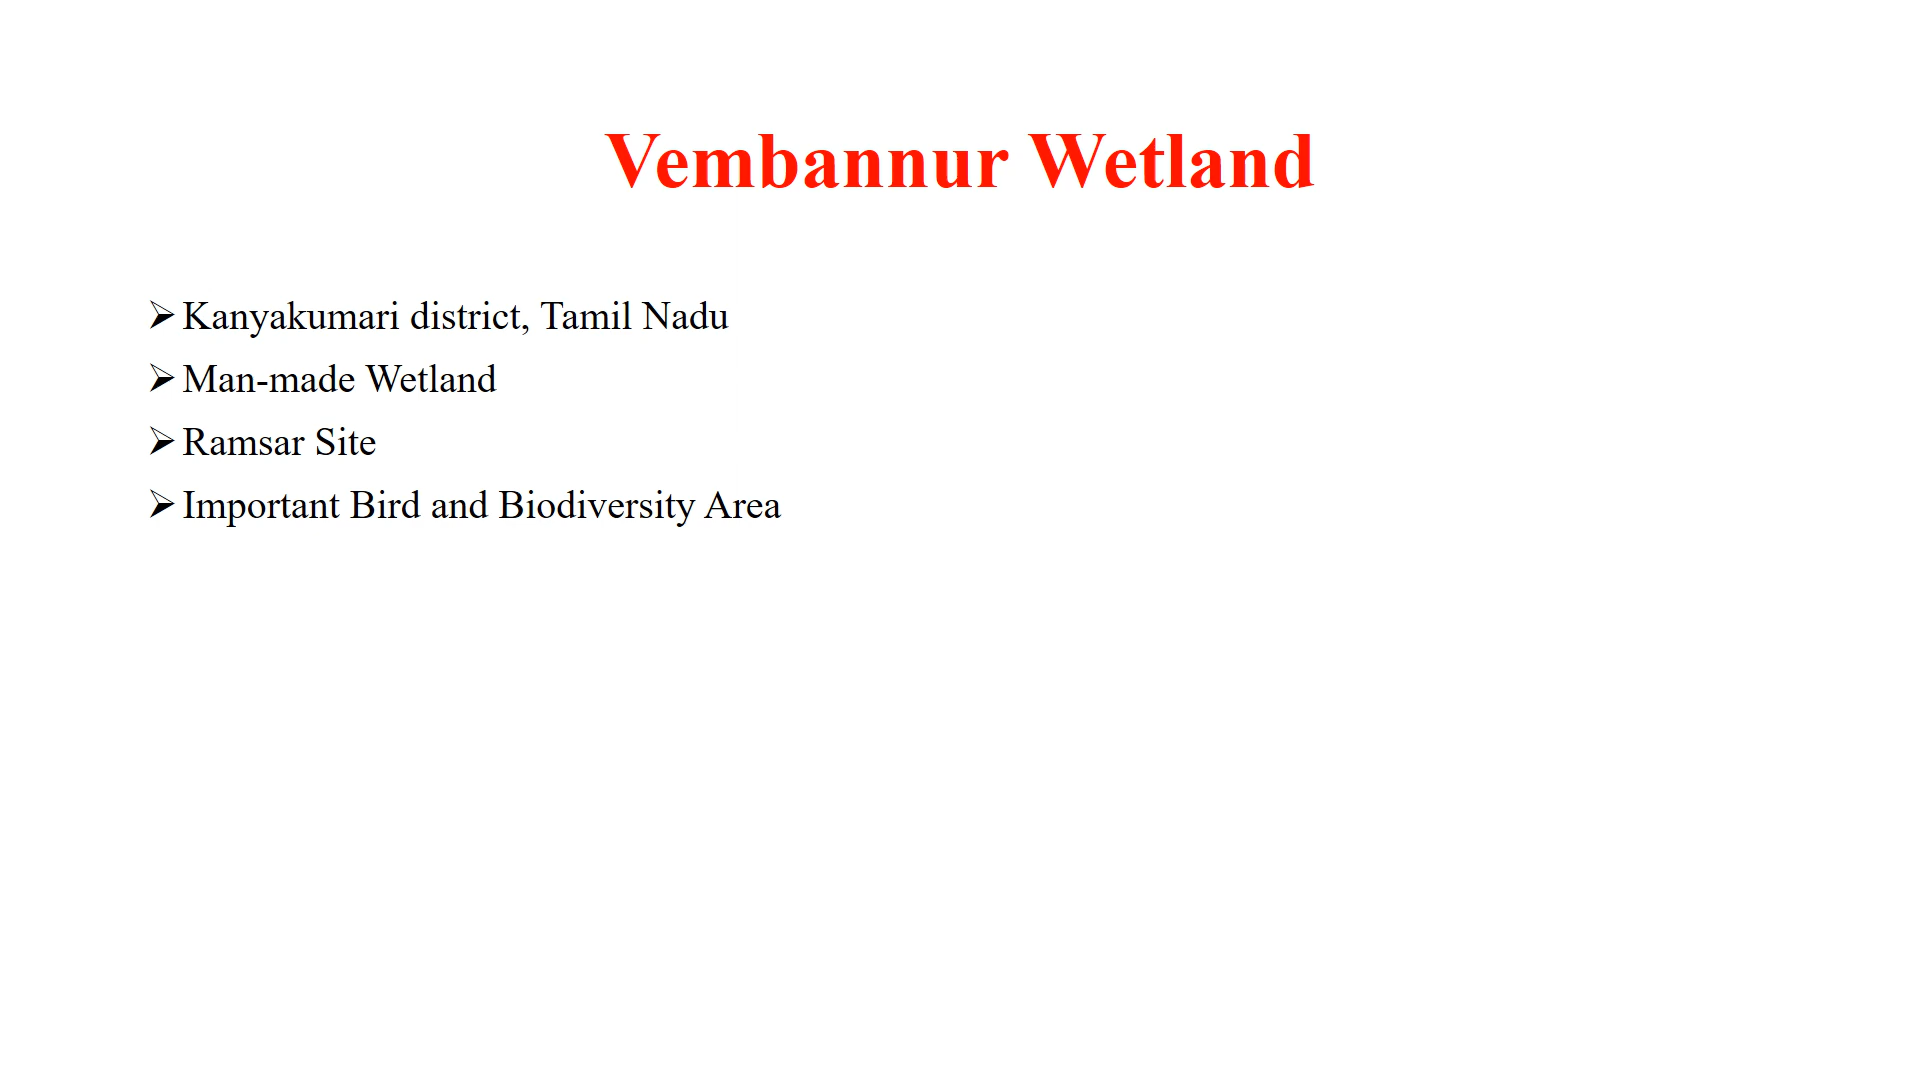 Vembannur Wetland
➢Kanyakumari district, Tamil Nadu
➢Man-made Wetland
➢Ramsar Site
➢Important Bird and Biodiversity Area